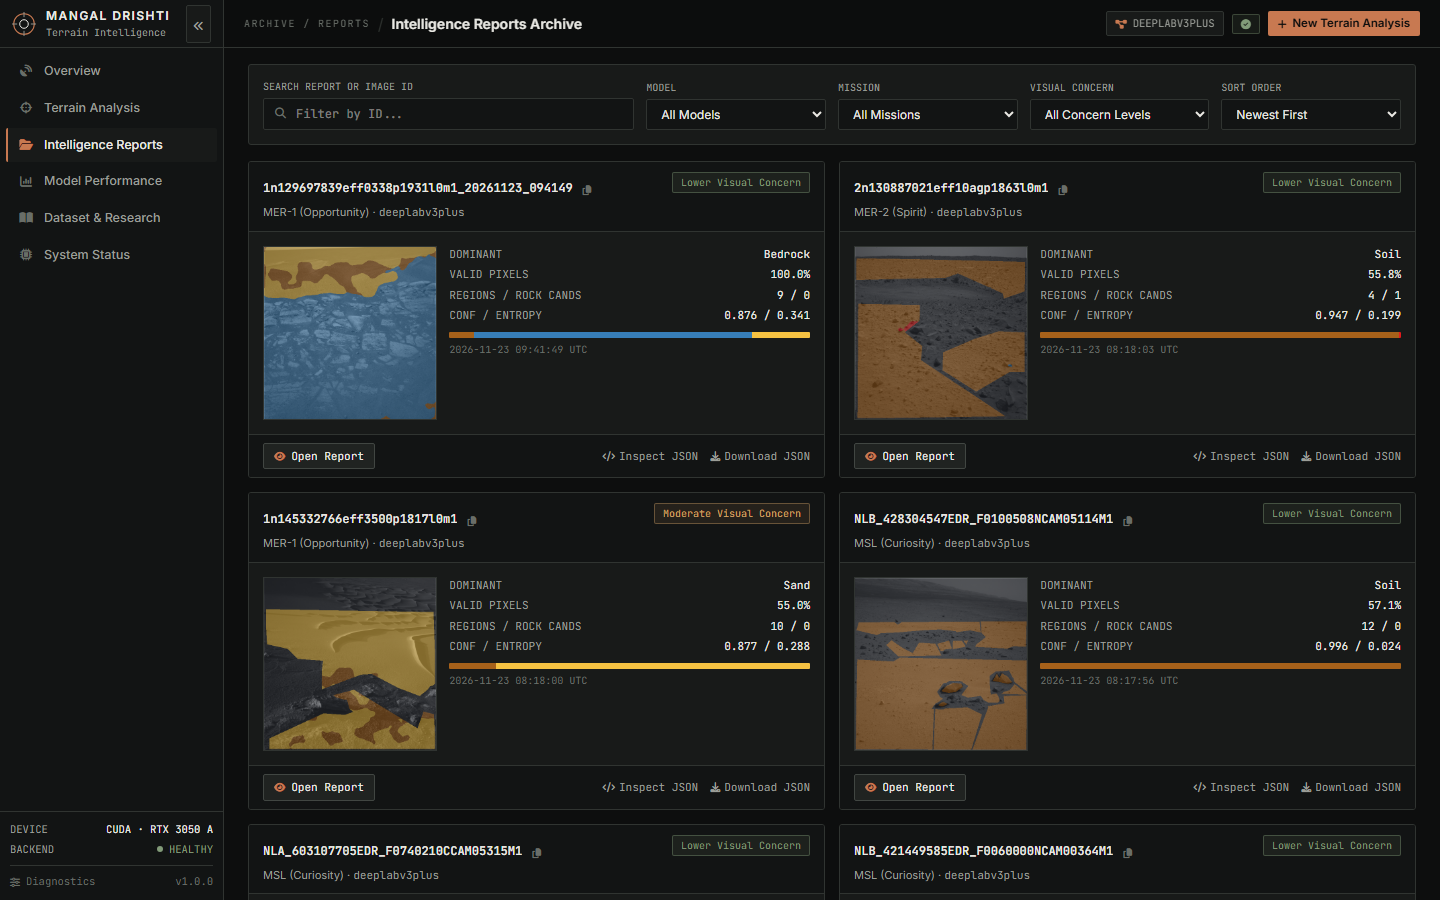 MANGAL DRISHTI
Terrain Intelligence
«
Overview
Terrain Analysis
Intelligence Reports
Model Performance
Dataset & Research
System Status
DEVICE CUDA · RTX 3050 A
BACKEND HEALTHY
Diagnostics v1.0.0
ARCHIVE / REPORTS / Intelligence Reports Archive
DEEPLABV3PLUS
+ New Terrain Analysis
SEARCH REPORT OR IMAGE ID
Filter by ID...
MODEL
All Models
MISSION
All Missions
VISUAL CONCERN
All Concern Levels
SORT ORDER
Newest First
1n129697839eff0338p1931l0m1_20261123_094149
Lower Visual Concern
MER-1 (Opportunity) · deeplabv3plus
DOMINANT Bedrock
VALID PIXELS 100.0%
REGIONS / ROCK CANDS 9 / 0
CONF / ENTROPY 0.876 / 0.341
2026-11-23 09:41:49 UTC
Open Report
</> Inspect JSON
Download JSON
2n130887021eff10agp1863l0m1
Lower Visual Concern
MER-2 (Spirit) · deeplabv3plus
DOMINANT Soil
VALID PIXELS 55.8%
REGIONS / ROCK CANDS 4 / 1
CONF / ENTROPY 0.947 / 0.199
2026-11-23 08:18:03 UTC
Open Report
</> Inspect JSON
Download JSON
1n145332766eff3500p1817l0m1
Moderate Visual Concern
MER-1 (Opportunity) · deeplabv3plus
DOMINANT Sand
VALID PIXELS 55.0%
REGIONS / ROCK CANDS 10 / 0
CONF / ENTROPY 0.877 / 0.288
2026-11-23 08:18:00 UTC
Open Report
</> Inspect JSON
Download JSON
NLB_428304547EDR_F0100508NCAM05114M1
Lower Visual Concern
MSL (Curiosity) · deeplabv3plus
DOMINANT Soil
VALID PIXELS 57.1%
REGIONS / ROCK CANDS 12 / 0
CONF / ENTROPY 0.996 / 0.024
2026-11-23 08:17:56 UTC
Open Report
</> Inspect JSON
Download JSON
NLA_603107705EDR_F0740210CCAM05315M1
Lower Visual Concern
MSL (Curiosity) · deeplabv3plus
NLB_421449585EDR_F0060000NCAM00364M1
Lower Visual Concern
MSL (Curiosity) · deeplabv3plus